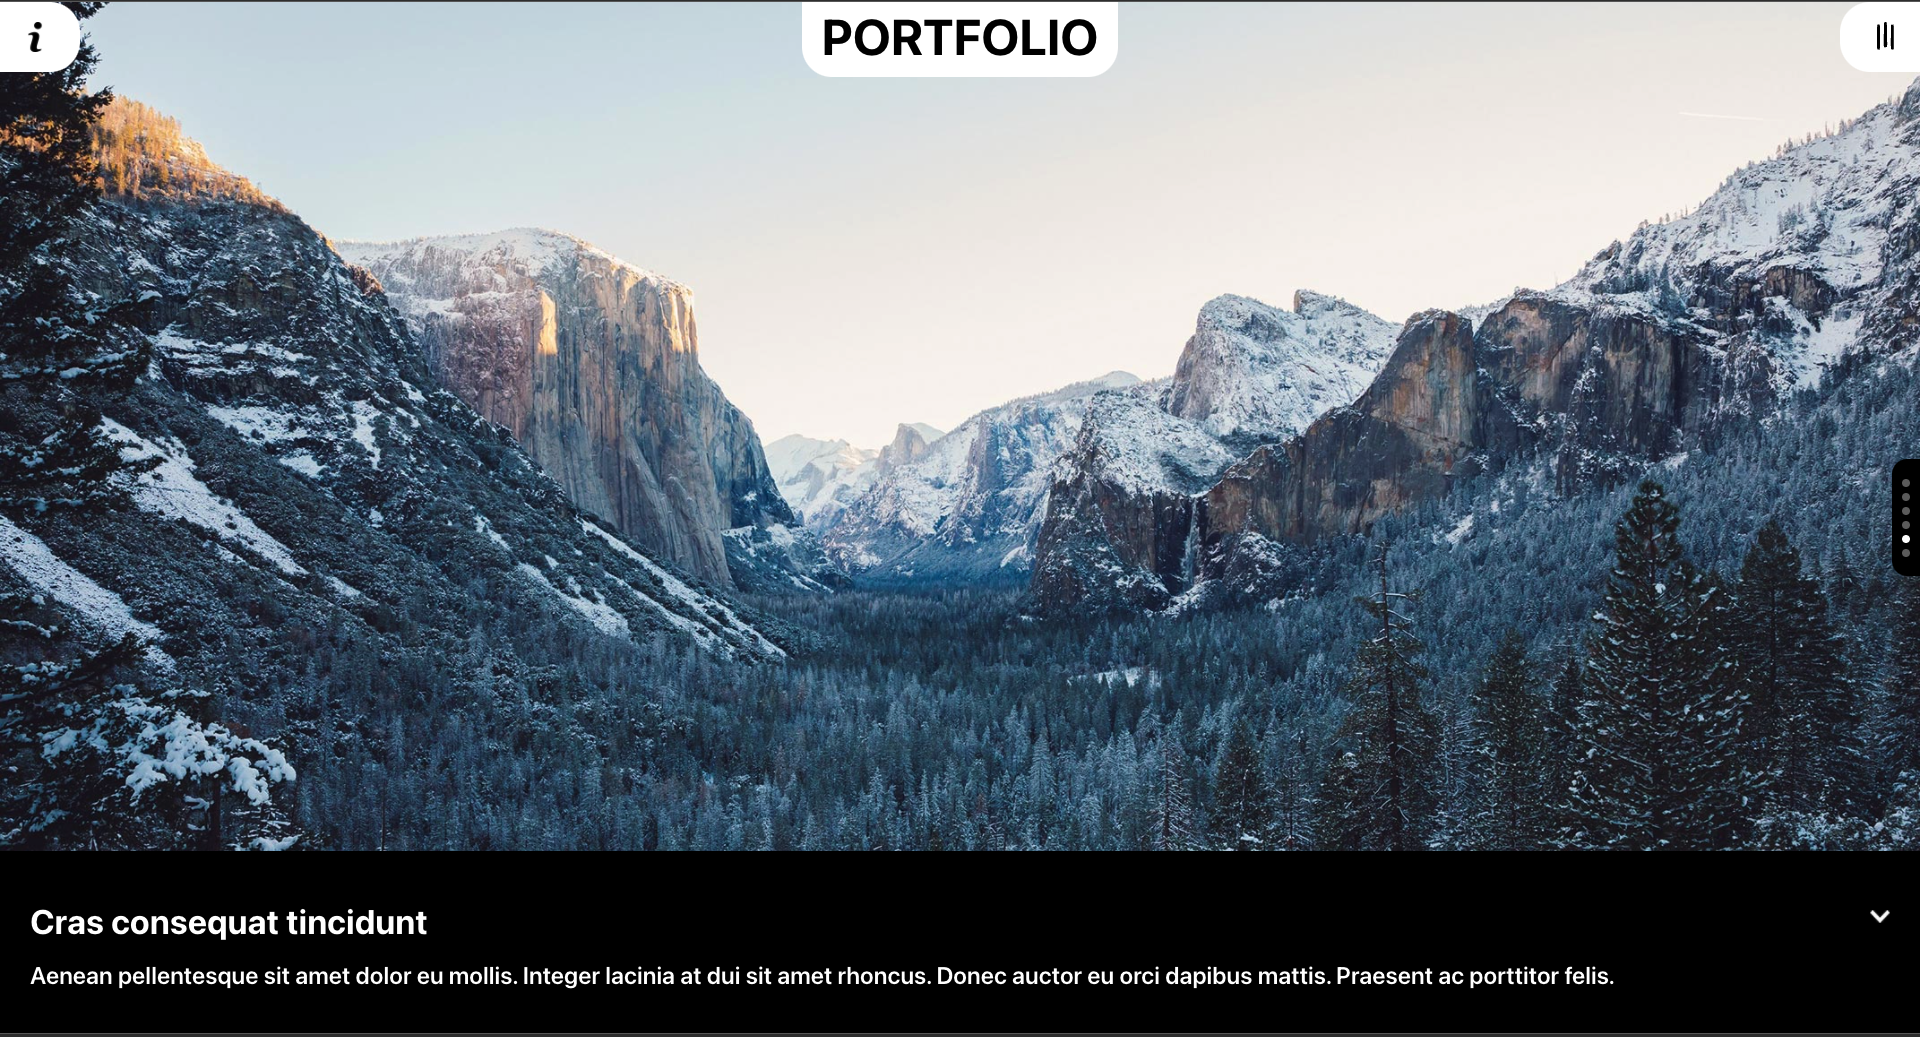 i
PORTFOLIO
Cras consequat tincidunt
Aenean pellentesque sit amet dolor eu mollis. Integer lacinia at dui sit amet rhoncus. Donec auctor eu orci dapibus mattis. Praesent ac porttitor felis.